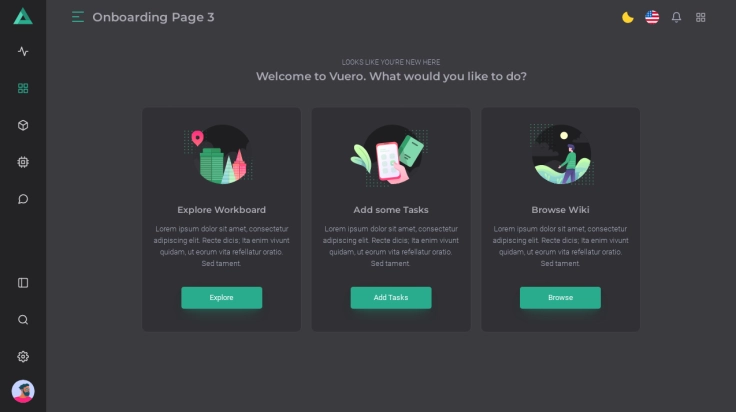 Onboarding Page 3
LOOKS LIKE YOU'RE NEW HERE
Welcome to Vuero. What would you like to do?
Explore Workboard
Lorem ipsum dolor sit amet, consectetur
adipiscing elit. Recte dicis; Ita enim vivunt
quidam, ut eorum vita refellatur oratio.
Sed tament.
Explore
Add some Tasks
Lorem ipsum dolor sit amet, consectetur
adipiscing elit. Recte dicis; Ita enim vivunt
quidam, ut eorum vita refellatur oratio.
Sed tament.
Add Tasks
Browse Wiki
Lorem ipsum dolor sit amet, consectetur
adipiscing elit. Recte dicis; Ita enim vivunt
quidam, ut eorum vita refellatur oratio.
Sed tament.
Browse